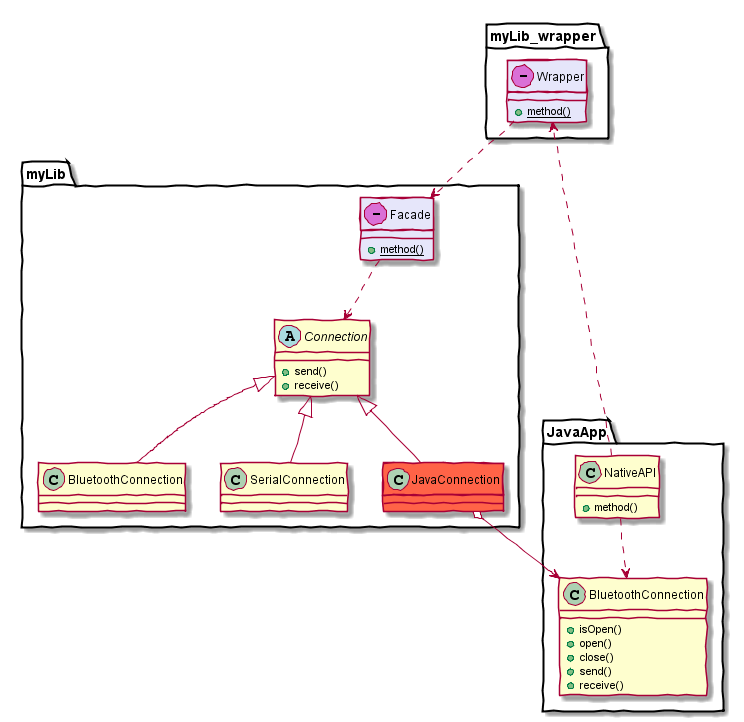 myLib_wrapper
- Wrapper
method()
myLib
- Facade
method()
A Connection
send()
receive()
C BluetoothConnection
C SerialConnection
C JavaConnection
JavaApp
C NativeAPI
method()
C BluetoothConnection
isOpen()
open()
close()
send()
receive()